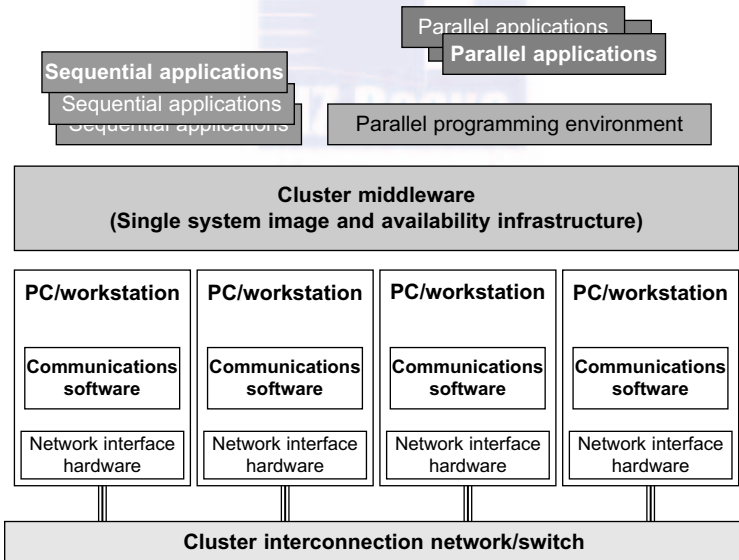 Parallel applications
Parallel applications
Sequential applications
Sequential applications
Sequential applications
Parallel programming environment
Cluster middleware
(Single system image and availability infrastructure)
PC/workstation
PC/workstation
PC/workstation
PC/workstation
Communications
software
Communications
software
Communications
software
Communications
software
Network interface
hardware
Network interface
hardware
Network interface
hardware
Network interface
hardware
Cluster interconnection network/switch